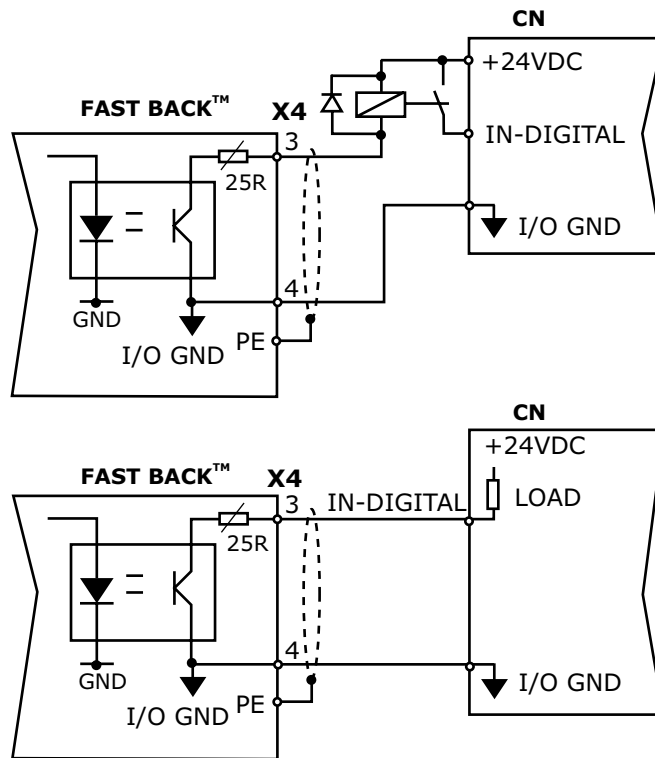 CN
+24VDC
FAST BACK™ X4
3
IN-DIGITAL
25R
I/O GND
4
GND
I/O GND
PE
CN
+24VDC
FAST BACK™ X4
3
IN-DIGITAL
LOAD
25R
4
GND
I/O GND
I/O GND
PE